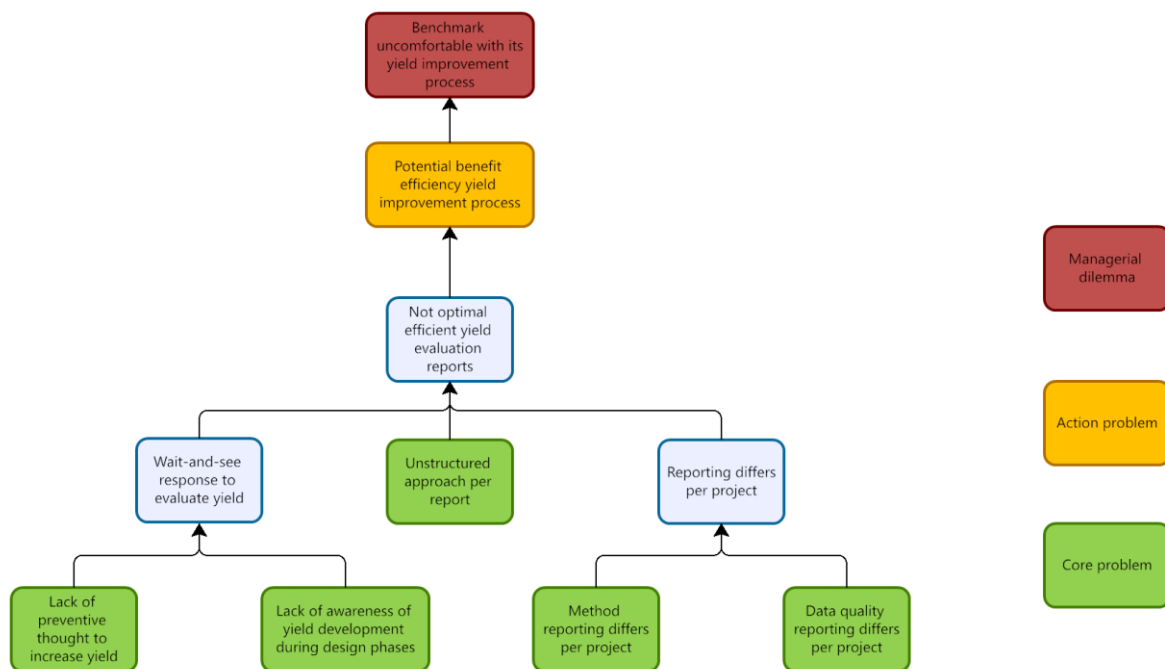 Benchmark
uncomfortable with its
yield improvement
process
Potential benefit
efficiency yield
improvement process
Managerial
dilemma
Not optimal
efficient yield
evaluation
reports
Action problem
Wait-and-see
response to
evaluate yield
Unstructured
approach per
report
Reporting differs
per project
Core problem
Lack of
preventive
thought to
increase yield
Lack of awareness of
yield development
during design phases
Method
reporting differs
per project
Data quality
reporting differs
per project